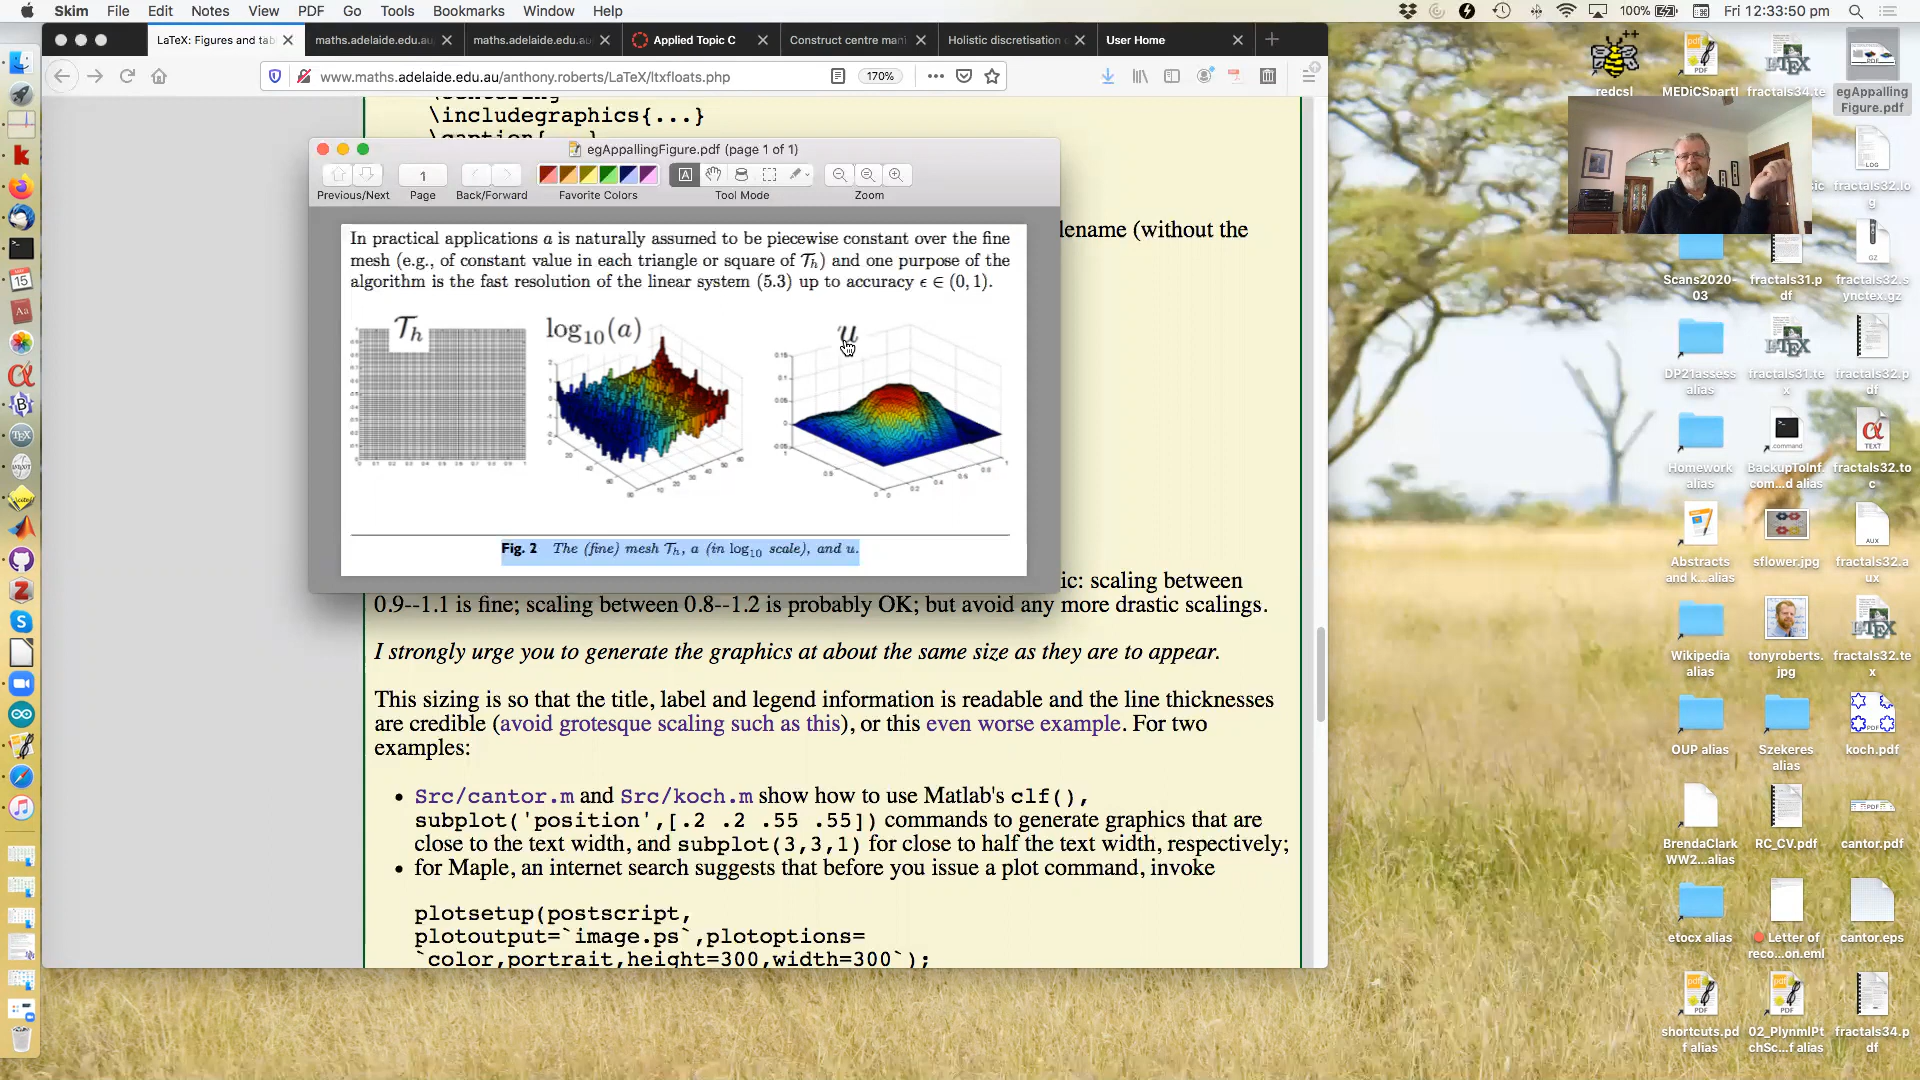 Skim File Edit Notes View PDF Go Tools Bookmarks Window Help 100% Fri 12:33:50 pm
LaTeX: Figures and tab maths.adelaide.edu.au maths.adelaide.edu.au Applied Topic C Construct centre mani Holistic discretisation User Home
www.maths.adelaide.edu.au/anthony.roberts/LaTeX/ltxfloats.php 170%
\includegraphics{...}
egAppallingFigure.pdf (page 1 of 1)
1
Previous/Next Page Back/Forward Favorite Colors Tool Mode Zoom
In practical applications a is naturally assumed to be piecewise constant over the fine
mesh (e.g., of constant value in each triangle or square of 𝒯h) and one purpose of the
algorithm is the fast resolution of the linear system (5.3) up to accuracy ϵ ∈ (0, 1).
𝒯h log10(a) u
Fig. 2 The (fine) mesh 𝒯h, a (in log10 scale), and u.
lename (without the
ic: scaling between
0.9--1.1 is fine; scaling between 0.8--1.2 is probably OK; but avoid any more drastic scalings.
I strongly urge you to generate the graphics at about the same size as they are to appear.
This sizing is so that the title, label and legend information is readable and the line thicknesses
are credible (avoid grotesque scaling such as this), or this even worse example. For two
examples:
• Src/cantor.m and Src/koch.m show how to use Matlab's clf(),
subplot('position',[.2 .2 .55 .55]) commands to generate graphics that are
close to the text width, and subplot(3,3,1) for close to half the text width, respectively;
• for Maple, an internet search suggests that before you issue a plot command, invoke
plotsetup(postscript,
plotoutput=`image.ps`,plotoptions=
`color,portrait,height=300,width=300`);
redcsl MEDiCSpartI fractals34.te egAppalling
Figure.pdf
fractals32.lo
g
Scans2020-
03
fractals31.p
df
fractals32.s
ynctex.gz
DP21assess
alias
fractals31.te
x
fractals32.p
df
Homework
alias
BackupToInf.
com...d alias
fractals32.to
c
Abstracts
and k...alias
sflower.jpg
fractals32.a
ux
Wikipedia
alias
tonyroberts.
jpg
fractals32.te
x
OUP alias
Szekeres
alias
koch.pdf
BrendaClark
WW2...alias
RC_CV.pdf
cantor.pdf
etocx alias
Letter of
reco...on.eml
cantor.eps
shortcuts.pd
f alias
02_PlynmlPt
chSc...f alias
fractals34.p
df